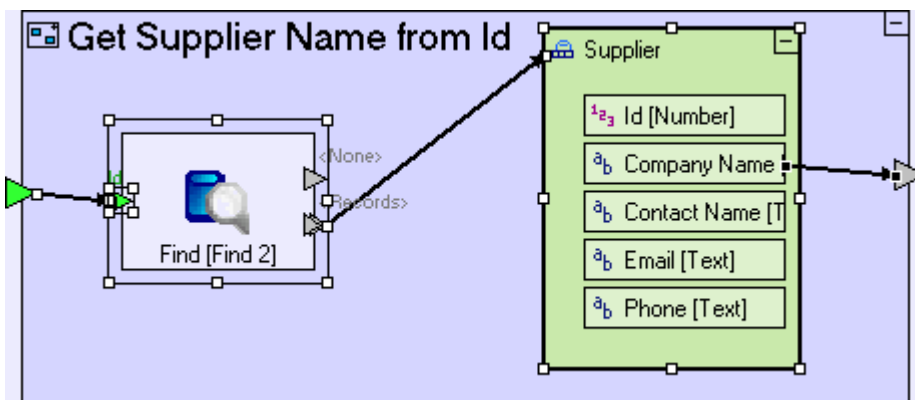 Get Supplier Name from Id
Supplier
Id [Number]
Company Name
Contact Name [T
Email [Text]
Phone [Text]
Id
<None>
<Records>
Find [Find 2]